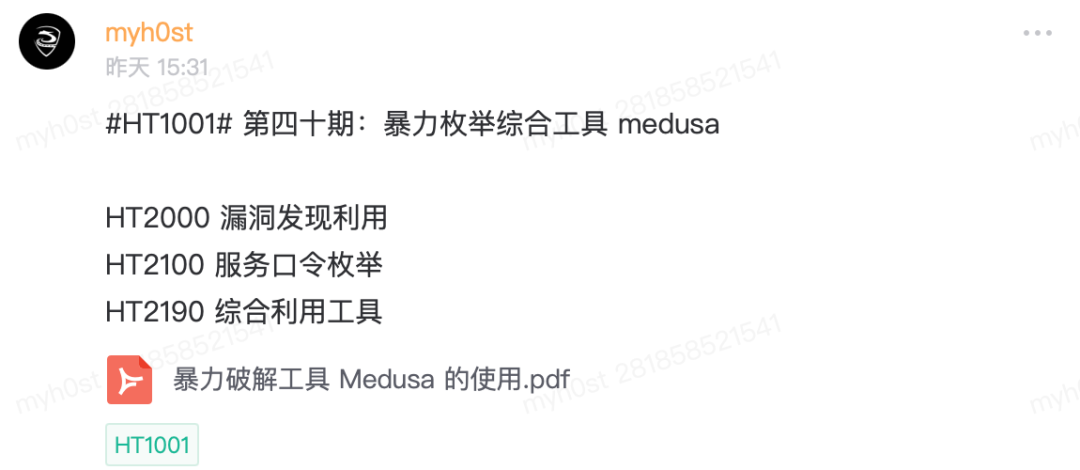 myh0st
昨天 15:31
#HT1001# 第四十期：暴力枚举综合工具 medusa
HT2000 漏洞发现利用
HT2100 服务口令枚举
HT2190 综合利用工具
暴力破解工具 Medusa 的使用.pdf
HT1001
myh0st 281858521541
myh0st 281858521541
myh0
myh0st 281858521541
myh0st 281858521541
myh0